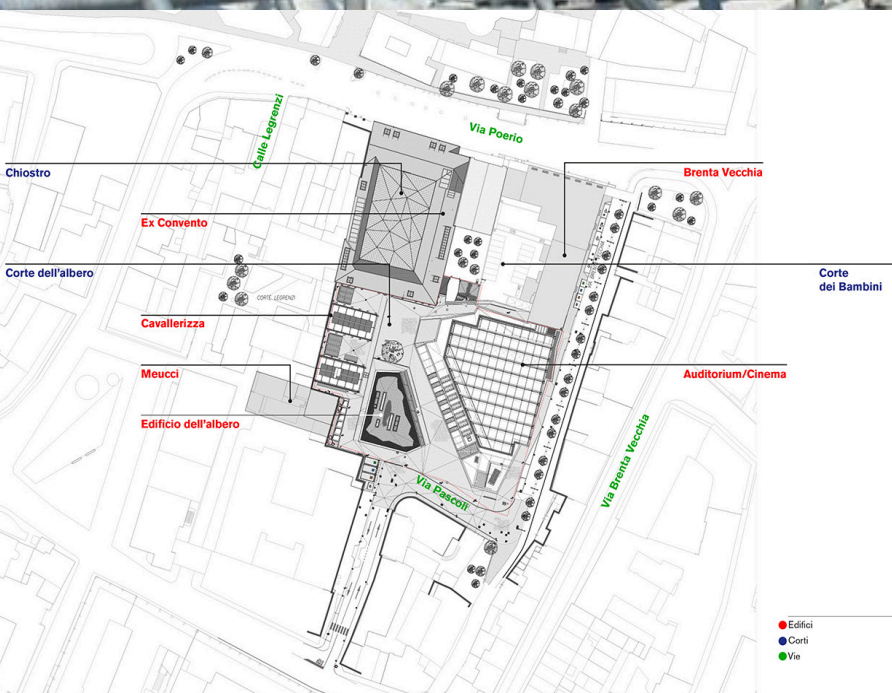 Calle Legrenzi
Via Poerio
Chiostro
Brenta Vecchia
Ex Convento
Corte dell'albero
Corte
dei Bambini
CORTE LEGRENZI
Cavallerizza
Meucci
Auditorium/Cinema
Edificio dell'albero
Via Brenta Vecchia
Via Pascoli
Edifici
Corti
Vie